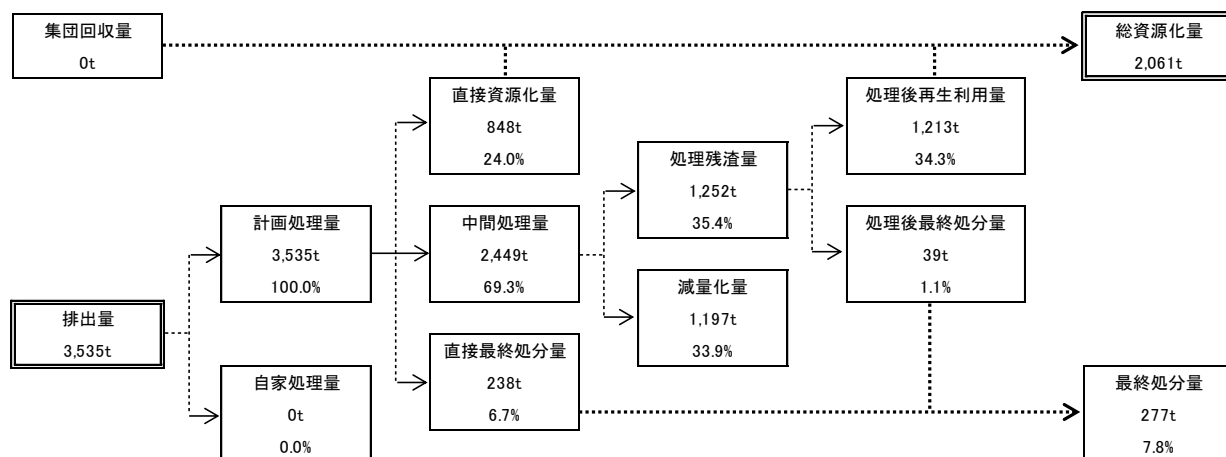 集団回収量
0t
総資源化量
2,061t
直接資源化量
848t
24.0%
処理後再生利用量
1,213t
34.3%
処理残渣量
1,252t
35.4%
計画処理量
3,535t
100.0%
中間処理量
2,449t
69.3%
処理後最終処分量
39t
1.1%
減量化量
1,197t
33.9%
排出量
3,535t
直接最終処分量
238t
6.7%
自家処理量
0t
0.0%
最終処分量
277t
7.8%